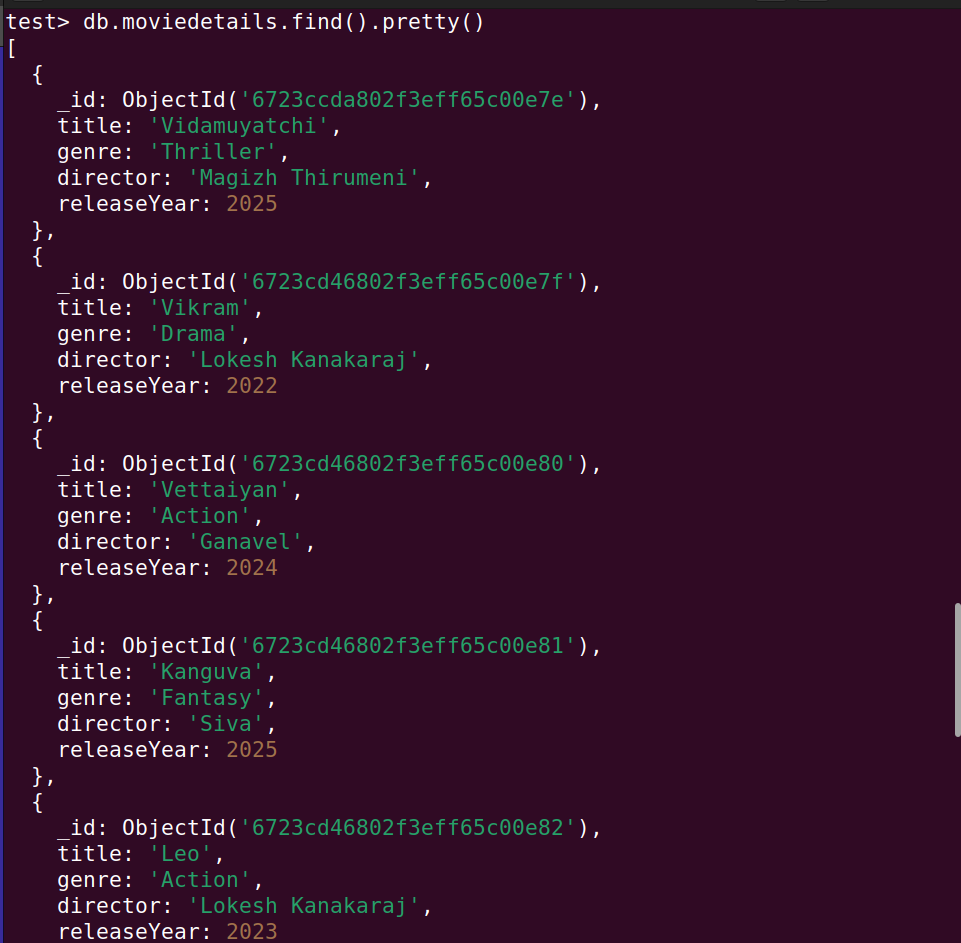 test> db.moviedetails.find().pretty()
[
  {
    _id: ObjectId('6723ccda802f3eff65c00e7e'),
    title: 'Vidamuyatchi',
    genre: 'Thriller',
    director: 'Magizh Thirumeni',
    releaseYear: 2025
  },
  {
    _id: ObjectId('6723cd46802f3eff65c00e7f'),
    title: 'Vikram',
    genre: 'Drama',
    director: 'Lokesh Kanakaraj',
    releaseYear: 2022
  },
  {
    _id: ObjectId('6723cd46802f3eff65c00e80'),
    title: 'Vettaiyan',
    genre: 'Action',
    director: 'Ganavel',
    releaseYear: 2024
  },
  {
    _id: ObjectId('6723cd46802f3eff65c00e81'),
    title: 'Kanguva',
    genre: 'Fantasy',
    director: 'Siva',
    releaseYear: 2025
  },
  {
    _id: ObjectId('6723cd46802f3eff65c00e82'),
    title: 'Leo',
    genre: 'Action',
    director: 'Lokesh Kanakaraj',
    releaseYear: 2023